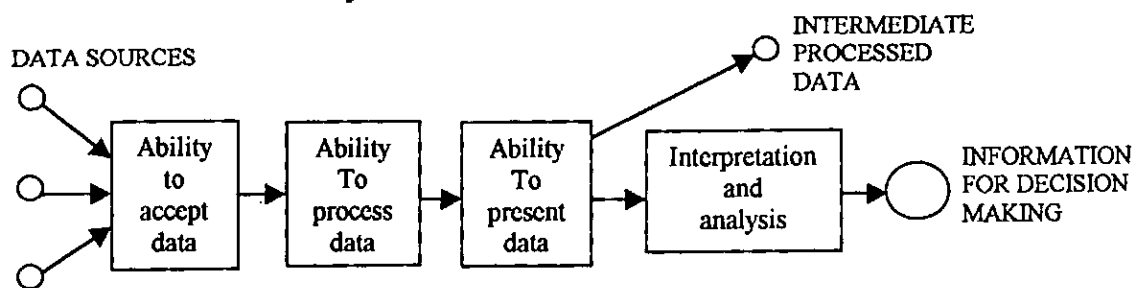 DATA SOURCES
INTERMEDIATE
PROCESSED
DATA
Ability
to
accept
data
Ability
To
process
data
Ability
To
present
data
Interpretation
and
analysis
INFORMATION
FOR DECISION
MAKING